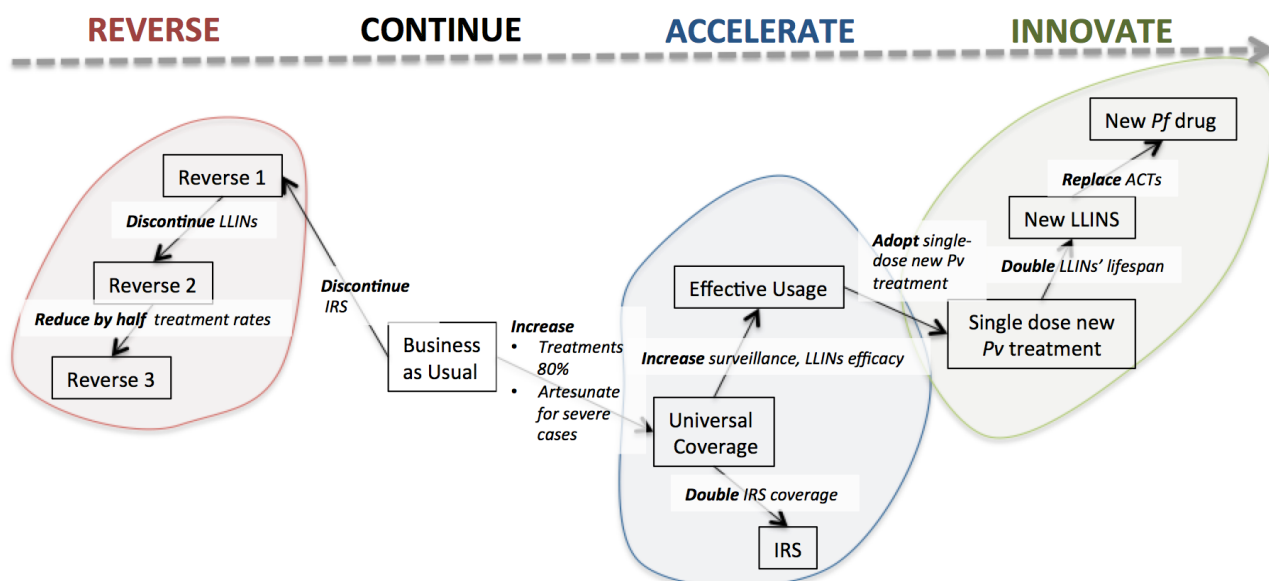 REVERSE
CONTINUE
ACCELERATE
INNOVATE
Reverse 1
Discontinue LLINs
Reverse 2
Reduce by half treatment rates
Reverse 3
Discontinue
IRS
Business
as Usual
Increase
• Treatments
80%
• Artesunate
for severe
cases
Effective Usage
Increase surveillance, LLINs efficacy
Universal
Coverage
Double IRS coverage
IRS
Adopt single-
dose new Pv
treatment
New Pf drug
Replace ACTs
New LLINS
Double LLINs’ lifespan
Single dose new
Pv treatment